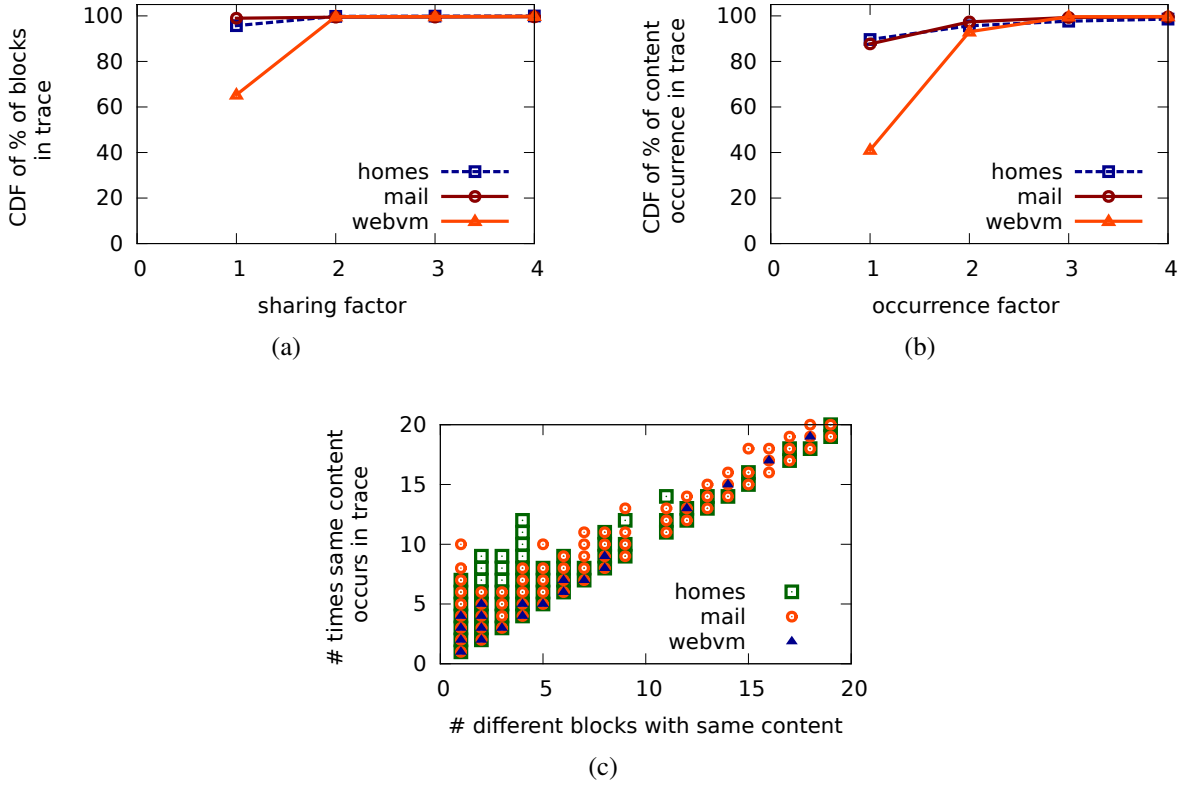 100
80
60
40
20
0
0 1 2 3 4
CDF of % of blocks
in trace
homes
mail
webvm
sharing factor
(a)
100
80
60
40
20
0
0 1 2 3 4
CDF of % of content
occurrence in trace
homes
mail
webvm
occurrence factor
(b)
20
15
10
5
0
0 5 10 15 20
# times same content
occurs in trace
homes
mail
webvm
# different blocks with same content
(c)